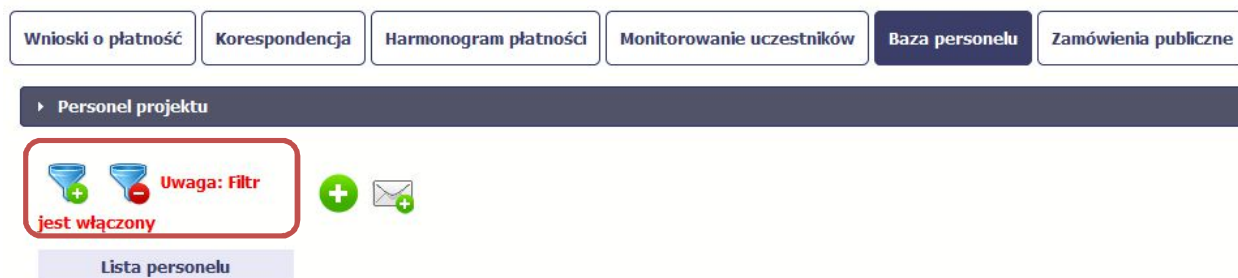 Wnioski o płatność Korespondencja Harmonogram płatności Monitorowanie uczestników Baza personelu Zamówienia publiczne
Personel projektu
Uwaga: Filtr
jest włączony
Lista personelu